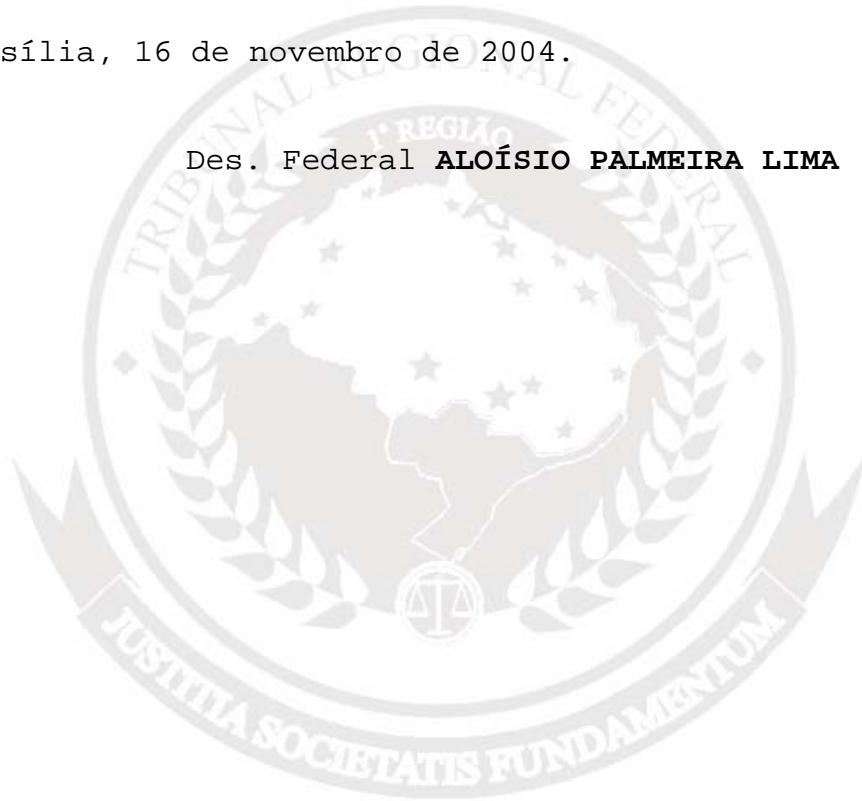 sília, 16 de novembro de 2004.
TRIBUNAL REGIONAL FEDERAL
1ª REGIÃO
Des. Federal ALOÍSIO PALMEIRA LIMA
JUSTITIA SOCIETATIS FUNDAMENTUM